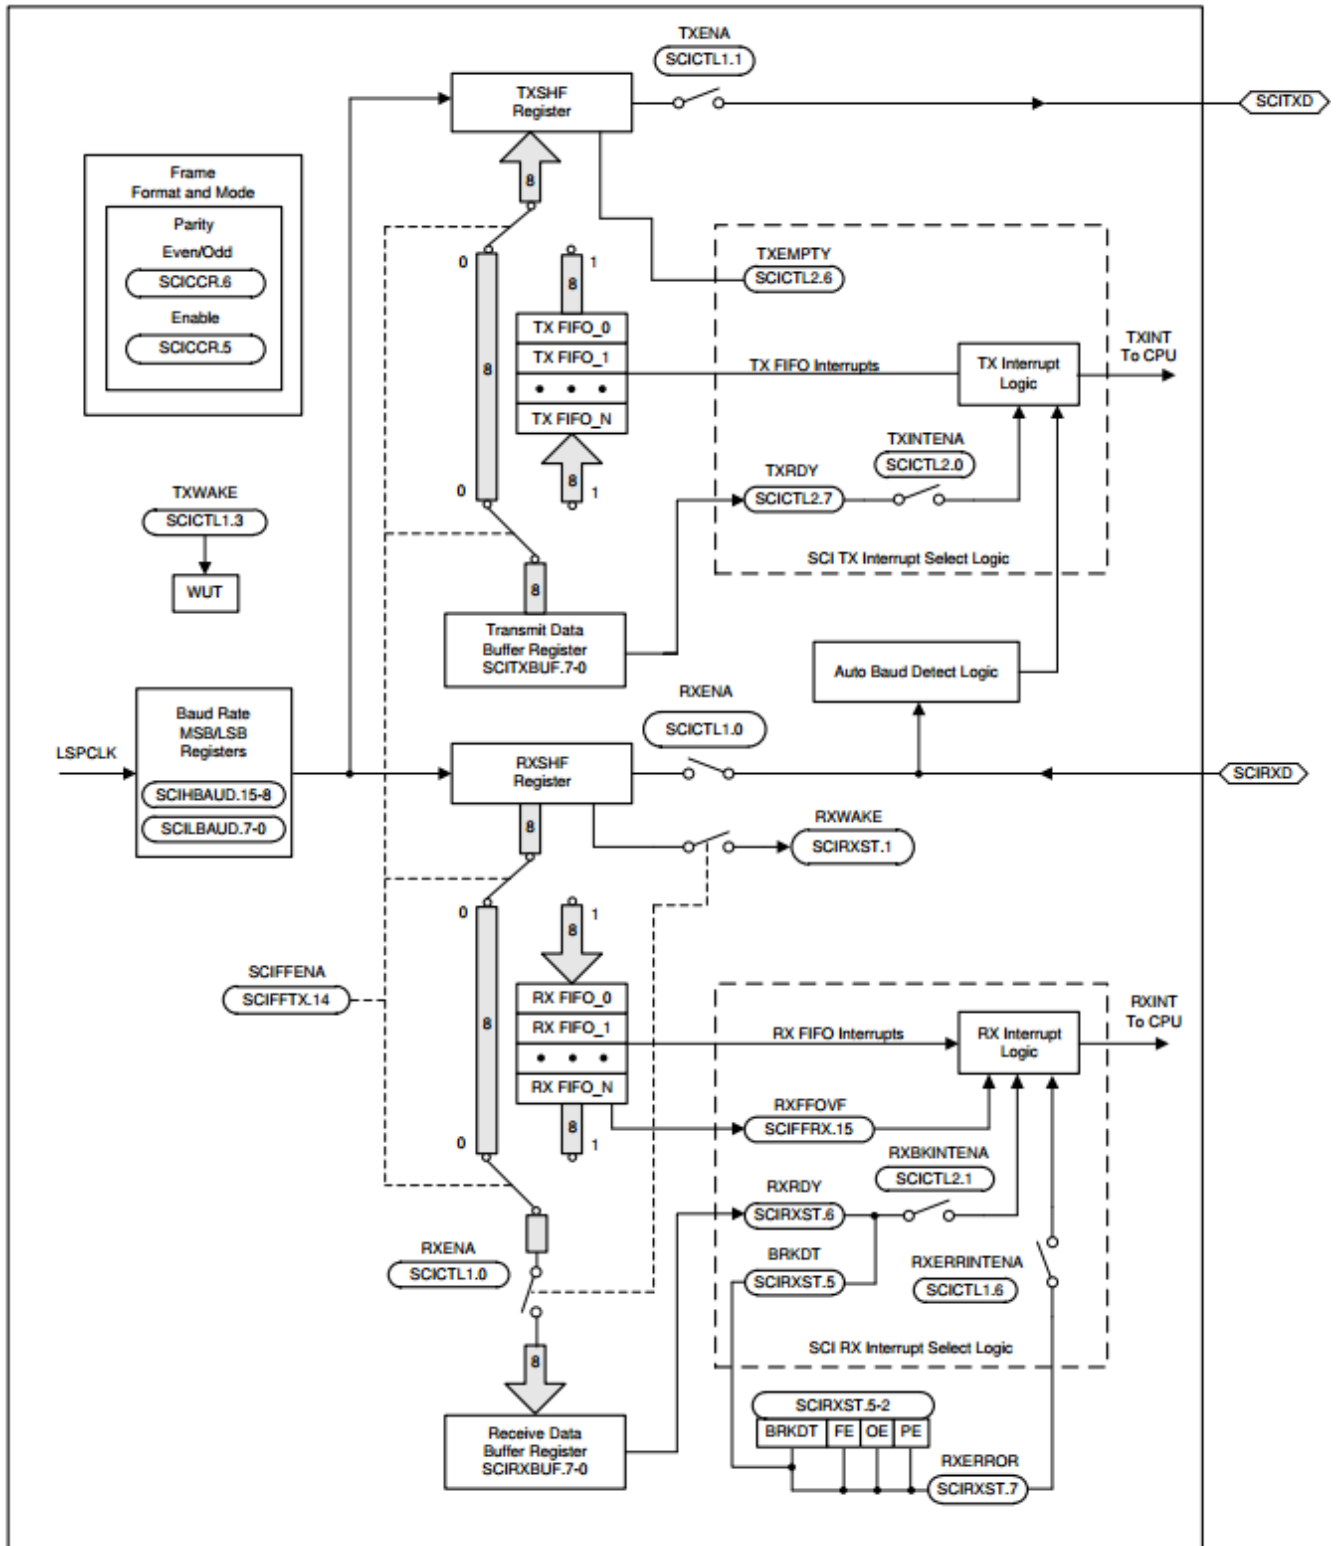 TXENA
SCICTL1.1
TXSHF
Register
SCITXD
Frame
Format and Mode
Parity
Even/Odd
SCICCR.6
Enable
SCICCR.5
8
0
1
8
8
TXEMPTY
SCICTL2.6
TX FIFO_0
TX FIFO_1
• • •
TX FIFO_N
TX FIFO Interrupts
TX Interrupt
Logic
TXINT
To CPU
TXINTENA
SCICTL2.0
TXRDY
SCICTL2.7
8
0
1
SCI TX Interrupt Select Logic
TXWAKE
SCICTL1.3
WUT
8
Transmit Data
Buffer Register
SCITXBUF.7-0
Auto Baud Detect Logic
RXENA
SCICTL1.0
LSPCLK
Baud Rate
MSB/LSB
Registers
SCIHBAUD.15-8
SCILBAUD.7-0
RXSHF
Register
SCIRXD
8
RXWAKE
SCIRXST.1
0
1
8
SCIFFENA
SCIFFTX.14
8
RX FIFO_0
RX FIFO_1
• • •
RX FIFO_N
RX FIFO Interrupts
RX Interrupt
Logic
RXINT
To CPU
RXFFOVF
SCIFFRX.15
8
0
1
RXBKINTENA
SCICTL2.1
RXRDY
SCIRXST.6
BRKDT
SCIRXST.5
RXERRINTENA
SCICTL1.6
RXENA
SCICTL1.0
SCI RX Interrupt Select Logic
8
Receive Data
Buffer Register
SCIRXBUF.7-0
SCIRXST.5-2
BRKDT FE OE PE
RXERROR
SCIRXST.7